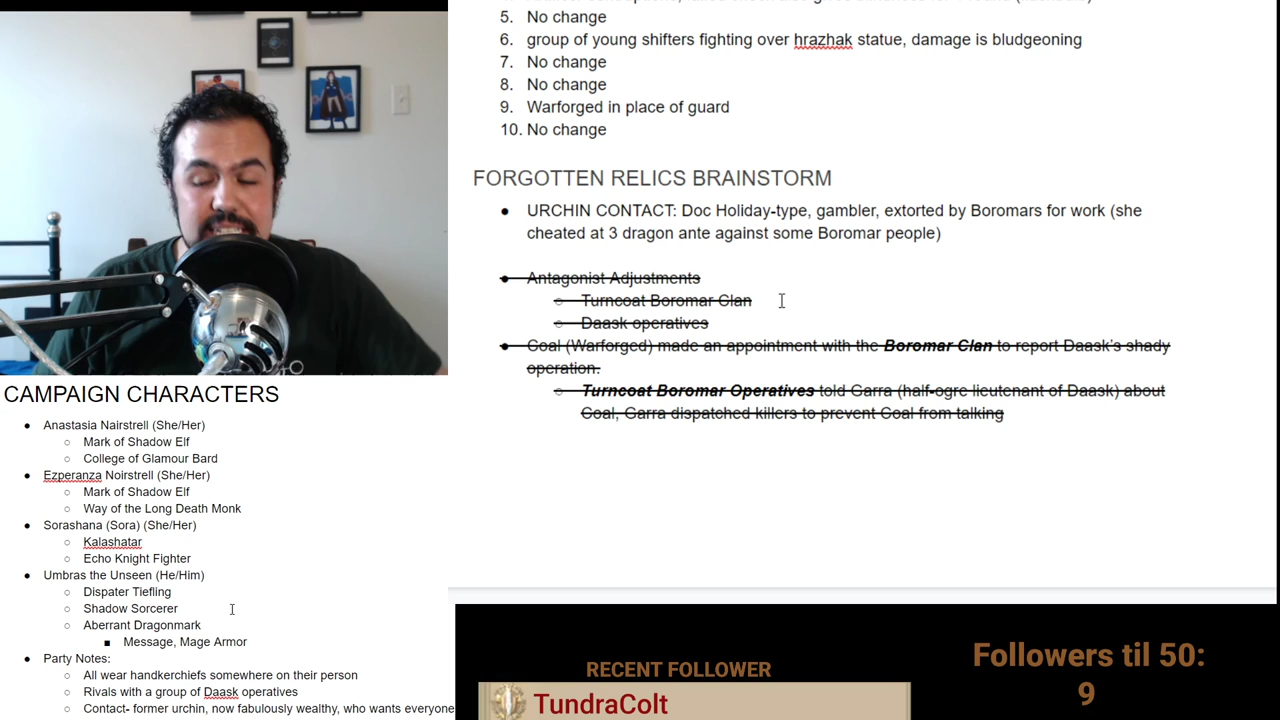 5. No change
6. group of young shifters fighting over hrazhak statue, damage is bludgeoning
7. No change
8. No change
9. Warforged in place of guard
10. No change
FORGOTTEN RELICS BRAINSTORM
● URCHIN CONTACT: Doc Holiday-type, gambler, extorted by Boromars for work (she
cheated at 3 dragon ante against some Boromar people)
● Antagonist Adjustments
○ Turncoat Boromar Clan
○ Daask operatives
● Coal (Warforged) made an appointment with the Boromar Clan to report Daask's shady
operation.
○ Turncoat Boromar Operatives told Garra (half-ogre lieutenant of Daask) about
Coal, Garra dispatched killers to prevent Coal from talking
CAMPAIGN CHARACTERS
● Anastasia Nairstrell (She/Her)
○ Mark of Shadow Elf
○ College of Glamour Bard
● Ezperanza Noirstrell (She/Her)
○ Mark of Shadow Elf
○ Way of the Long Death Monk
● Sorashana (Sora) (She/Her)
○ Kalashatar
○ Echo Knight Fighter
● Umbras the Unseen (He/Him)
○ Dispater Tiefling
○ Shadow Sorcerer
○ Aberrant Dragonmark
■ Message, Mage Armor
● Party Notes:
○ All wear handkerchiefs somewhere on their person
○ Rivals with a group of Daask operatives
○ Contact- former urchin, now fabulously wealthy, who wants everyone
RECENT FOLLOWER
TundraColt
Followers til 50:
9